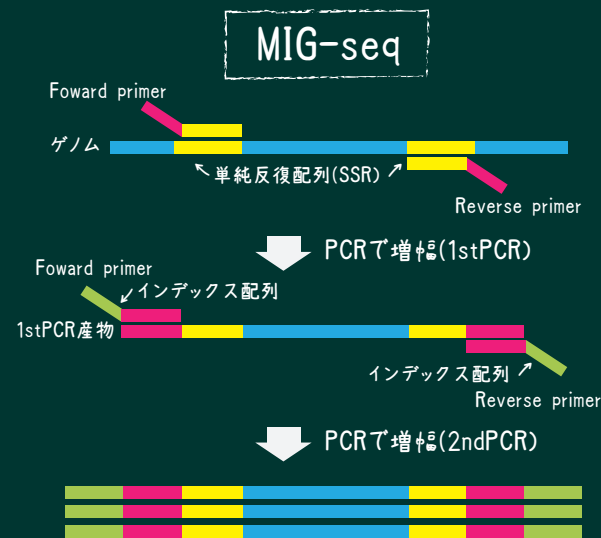 MIG-seq
Foward primer
ゲノム
単純反復配列(SSR)
Reverse primer
PCRで増幅(1stPCR)
Foward primer
インデックス配列
1stPCR産物
インデックス配列
Reverse primer
PCRで増幅(2ndPCR)